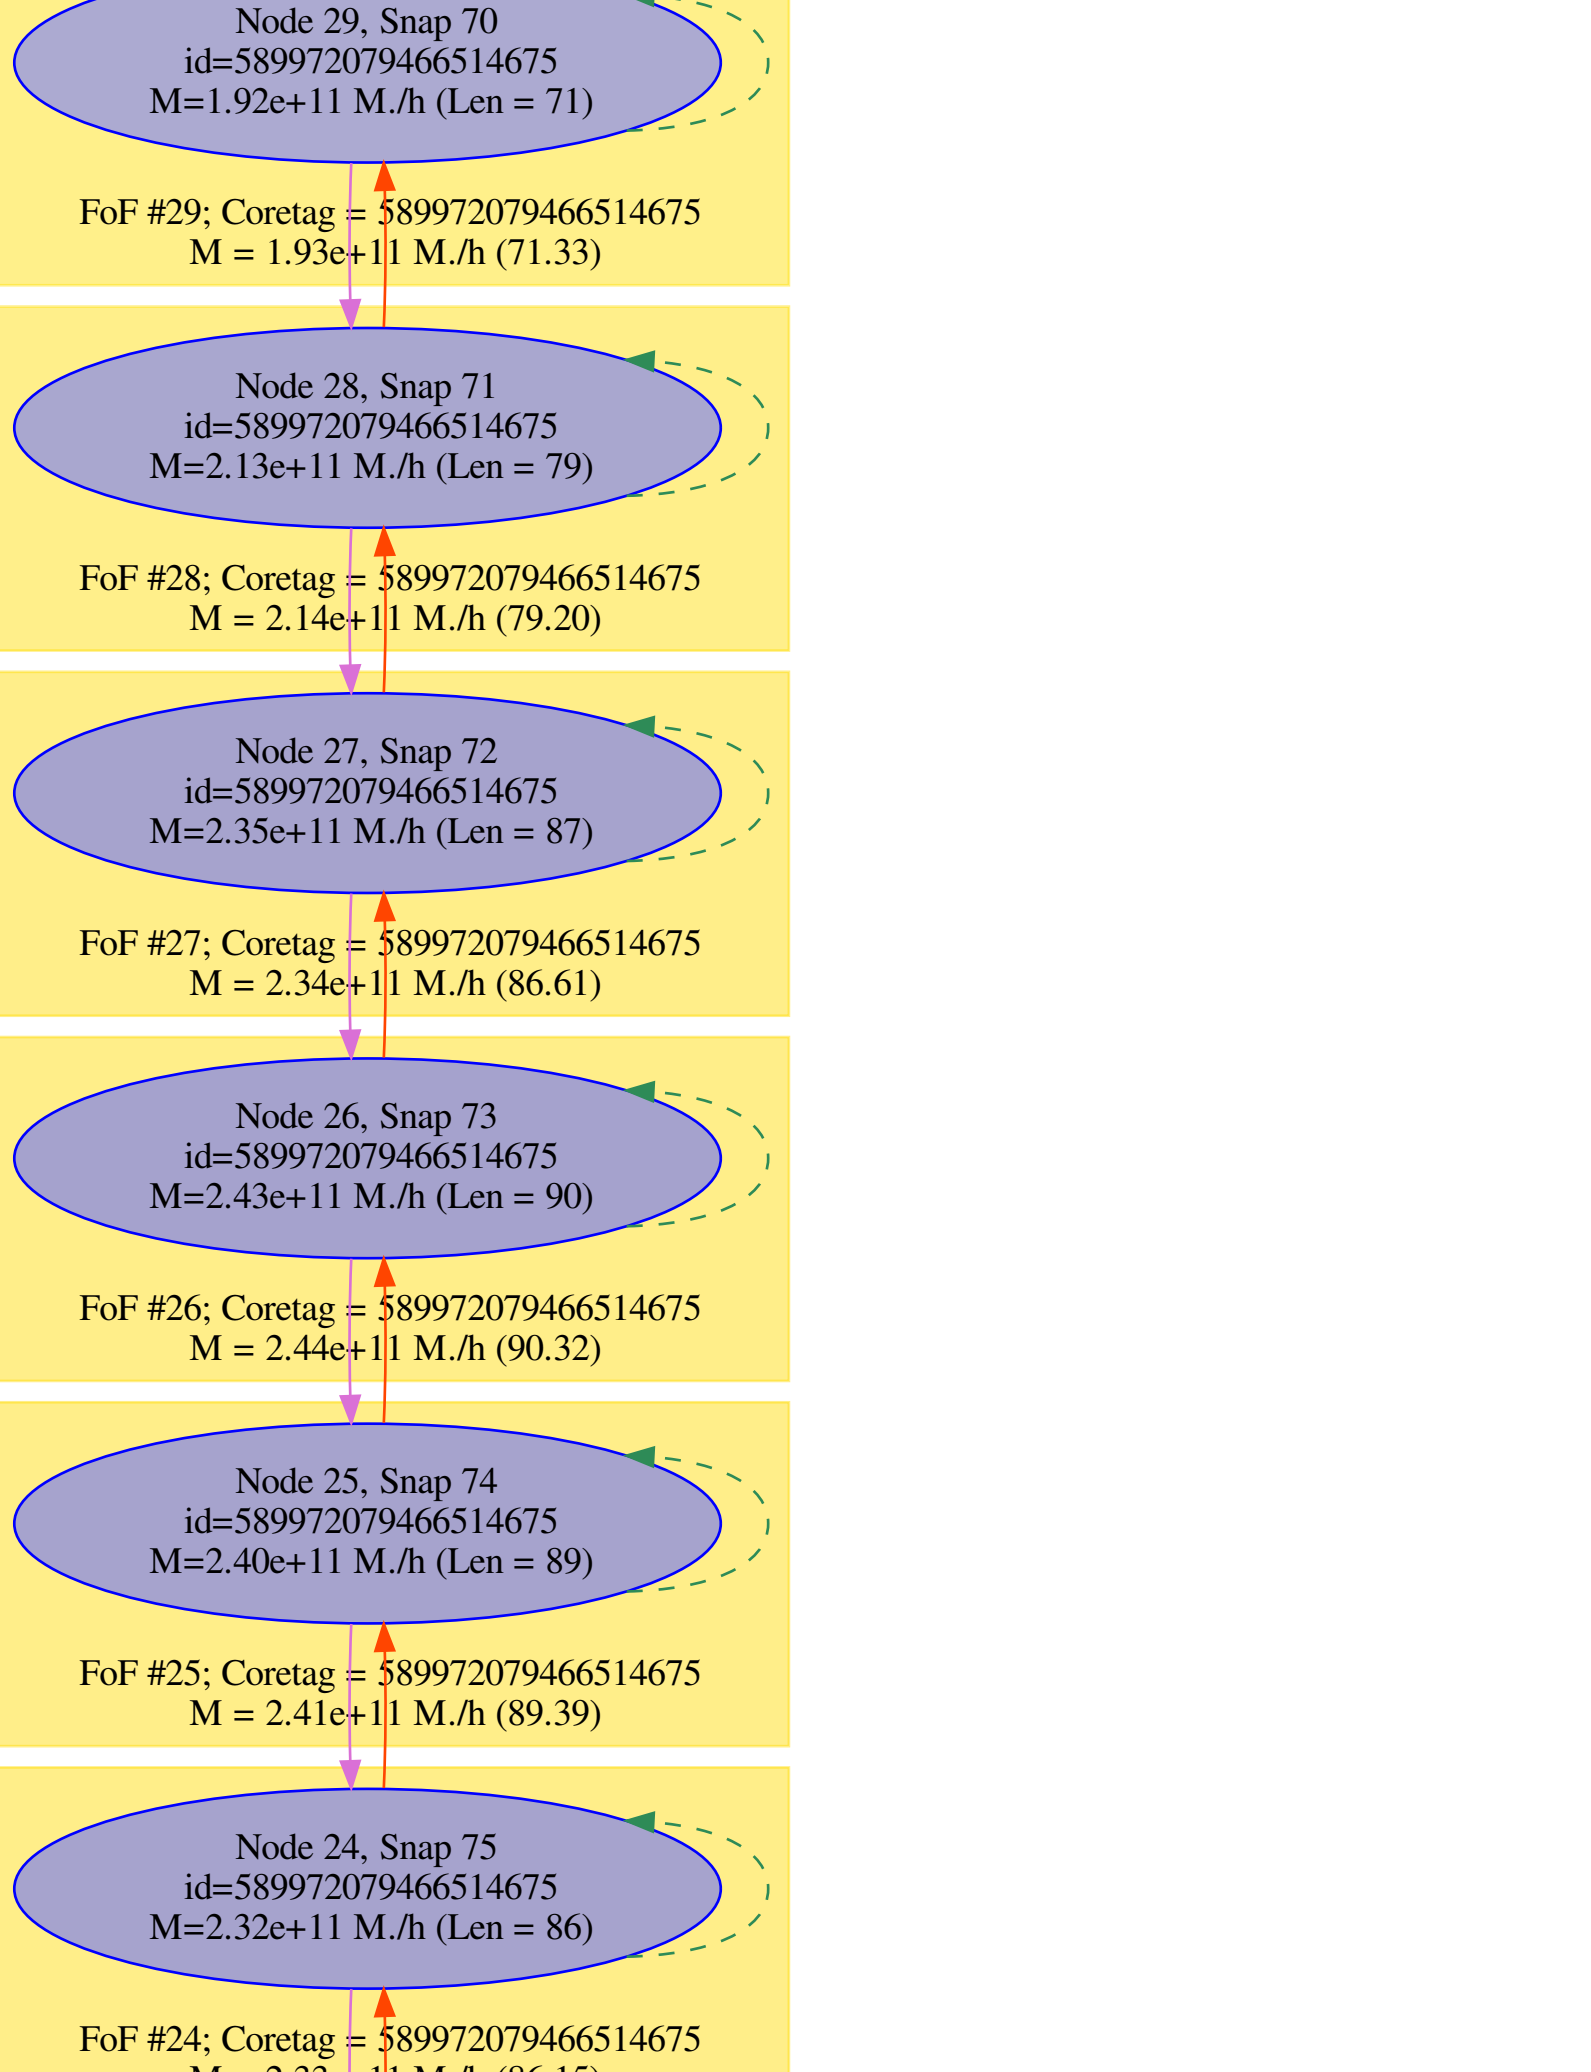 Node 29, Snap 70
id=589972079466514675
M=1.92e+11 M./h (Len = 71)
FoF #29; Coretag = 589972079466514675
M = 1.93e+11 M./h (71.33)
Node 28, Snap 71
id=589972079466514675
M=2.13e+11 M./h (Len = 79)
FoF #28; Coretag = 589972079466514675
M = 2.14e+11 M./h (79.20)
Node 27, Snap 72
id=589972079466514675
M=2.35e+11 M./h (Len = 87)
FoF #27; Coretag = 589972079466514675
M = 2.34e+11 M./h (86.61)
Node 26, Snap 73
id=589972079466514675
M=2.43e+11 M./h (Len = 90)
FoF #26; Coretag = 589972079466514675
M = 2.44e+11 M./h (90.32)
Node 25, Snap 74
id=589972079466514675
M=2.40e+11 M./h (Len = 89)
FoF #25; Coretag = 589972079466514675
M = 2.41e+11 M./h (89.39)
Node 24, Snap 75
id=589972079466514675
M=2.32e+11 M./h (Len = 86)
FoF #24; Coretag = 589972079466514675
M = 2.33e+11 M./h (86.15)